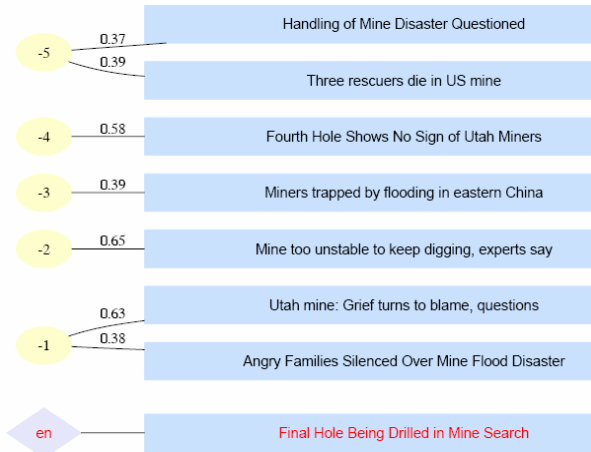 0.37
Handling of Mine Disaster Questioned
-5
0.39
Three rescuers die in US mine
-4
0.58
Fourth Hole Shows No Sign of Utah Miners
-3
0.39
Miners trapped by flooding in eastern China
-2
0.65
Mine too unstable to keep digging, experts say
0.63
Utah mine: Grief turns to blame, questions
-1
0.38
Angry Families Silenced Over Mine Flood Disaster
en
Final Hole Being Drilled in Mine Search